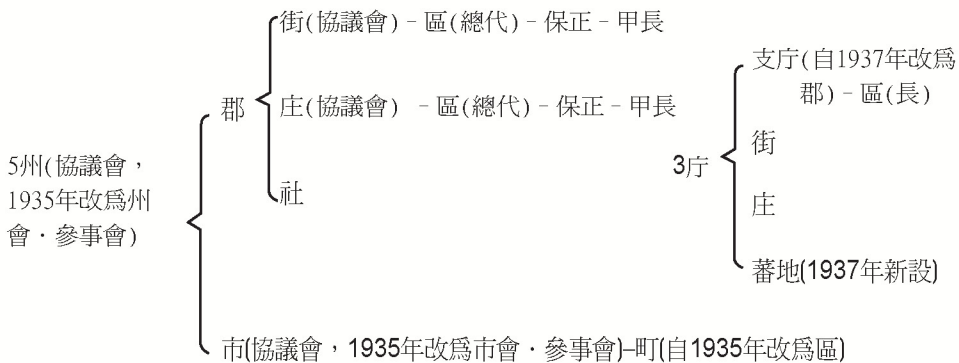 街(協議會)–區(總代)–保正–甲長
郡
庄(協議會) –區(總代)–保正–甲長
社
5州(協議會,
1935年改爲州
會·參事會)
市(協議會,1935年改爲市會·參事會)–町(自1935年改爲區)
3庁
支庁(自1937年改爲
郡)–區(長)
街
庄
蕃地(1937年新設)